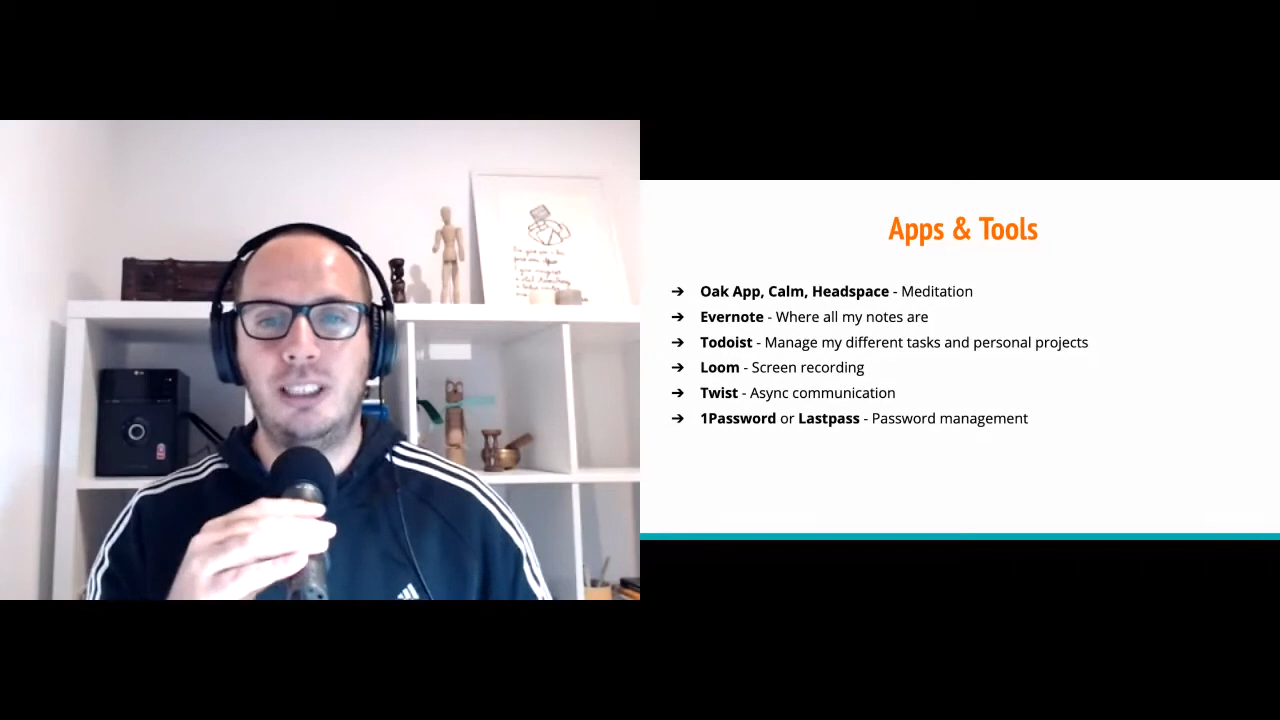 Apps & Tools
➔ Oak App, Calm, Headspace - Meditation
➔ Evernote - Where all my notes are
➔ Todoist - Manage my different tasks and personal projects
➔ Loom - Screen recording
➔ Twist - Async communication
➔ 1Password or Lastpass - Password management